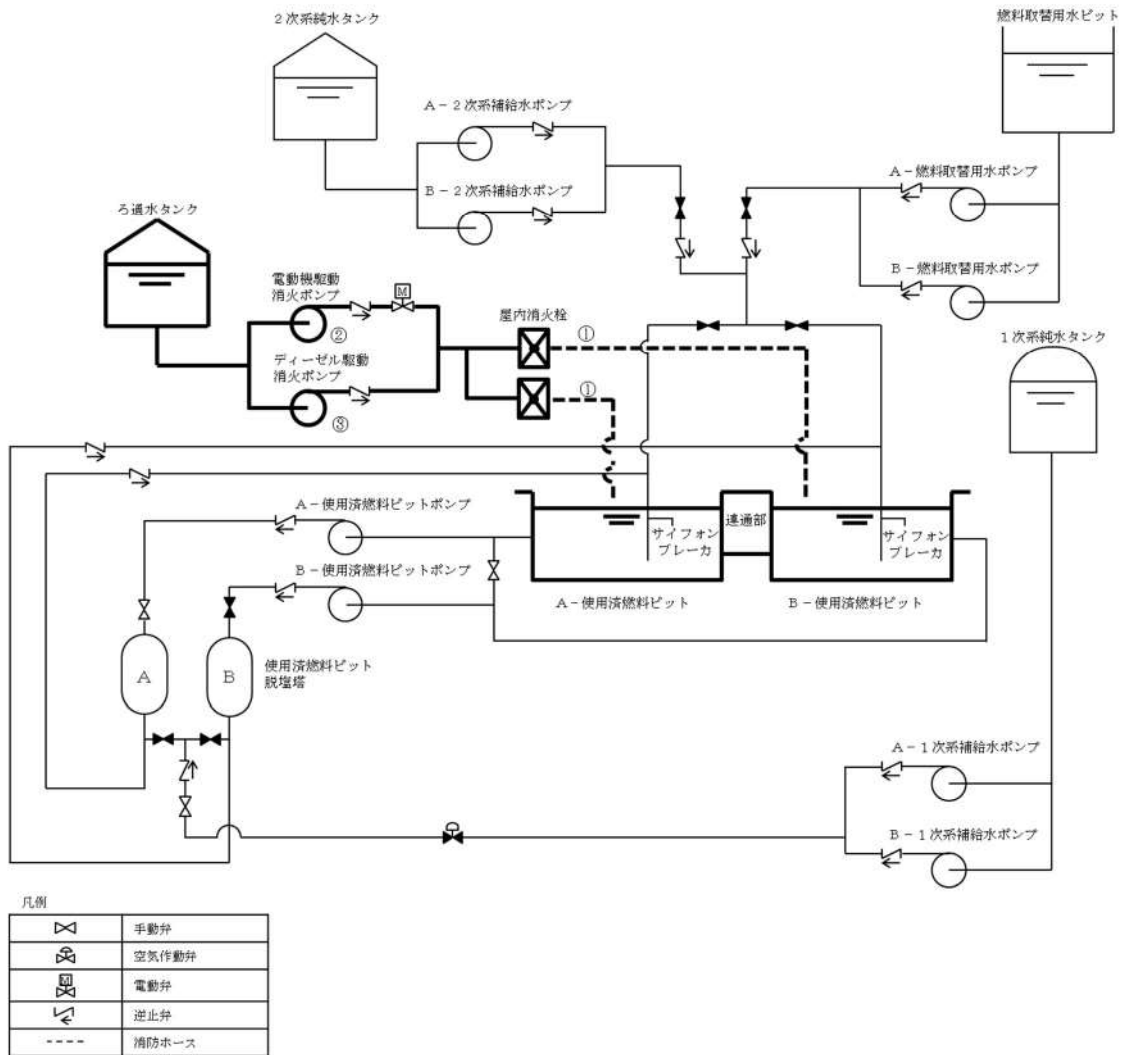 2次系純水タンク
燃料取替用水ピット
A-2次系補給水ポンプ
B-2次系補給水ポンプ
A-燃料取替用水ポンプ
B-燃料取替用水ポンプ
ろ過水タンク
電動機駆動
消火ポンプ
M
②
ディーゼル駆動
消火ポンプ
③
屋内消火栓
①
①
1次系純水タンク
A-使用済燃料ピットポンプ
B-使用済燃料ピットポンプ
連通部
サイフォン
ブレーカ
サイフォン
ブレーカ
A-使用済燃料ピット
B-使用済燃料ピット
A
B
使用済燃料ピット
脱塩塔
A-1次系補給水ポンプ
B-1次系補給水ポンプ
凡例
手動弁
空気作動弁
M
電動弁
逆止弁
消防ホース